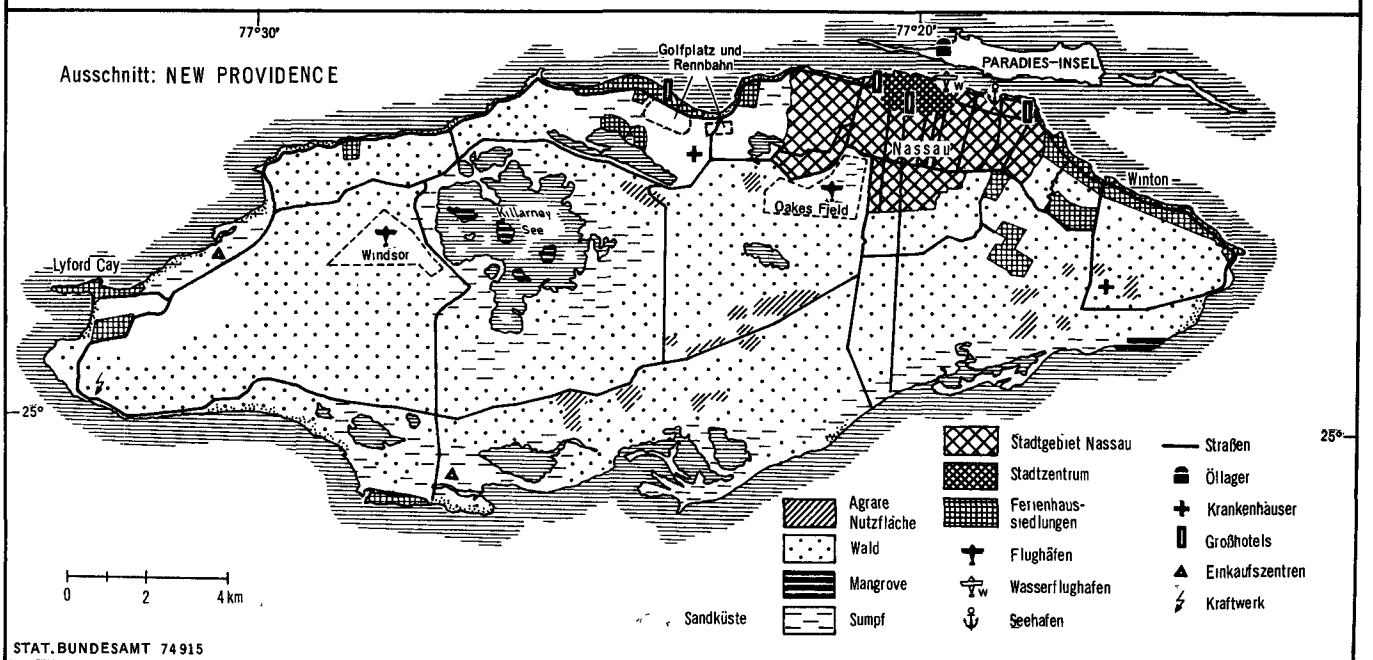 77°30'
77°20'
Ausschnitt: NEW PROVIDENCE
Golfplatz und
Rennbahn
PARADIES-INSEL
W
Nassau
Winton
Oakes Field
Killarney
See
Windsor
Lyford Cay
25°
25°
Agrare
Nutzfläche
Wald
Mangrove
Sumpf
Sandküste
Stadtgebiet Nassau
Stadtzentrum
Ferienhaus-
siedlungen
Flughäfen
W
Wasserflughafen
Seehafen
Straßen
Öllager
Krankenhäuser
Großhotels
Einkaufszentren
Kraftwerk
0 2 4 km
STAT. BUNDESAMT 74915